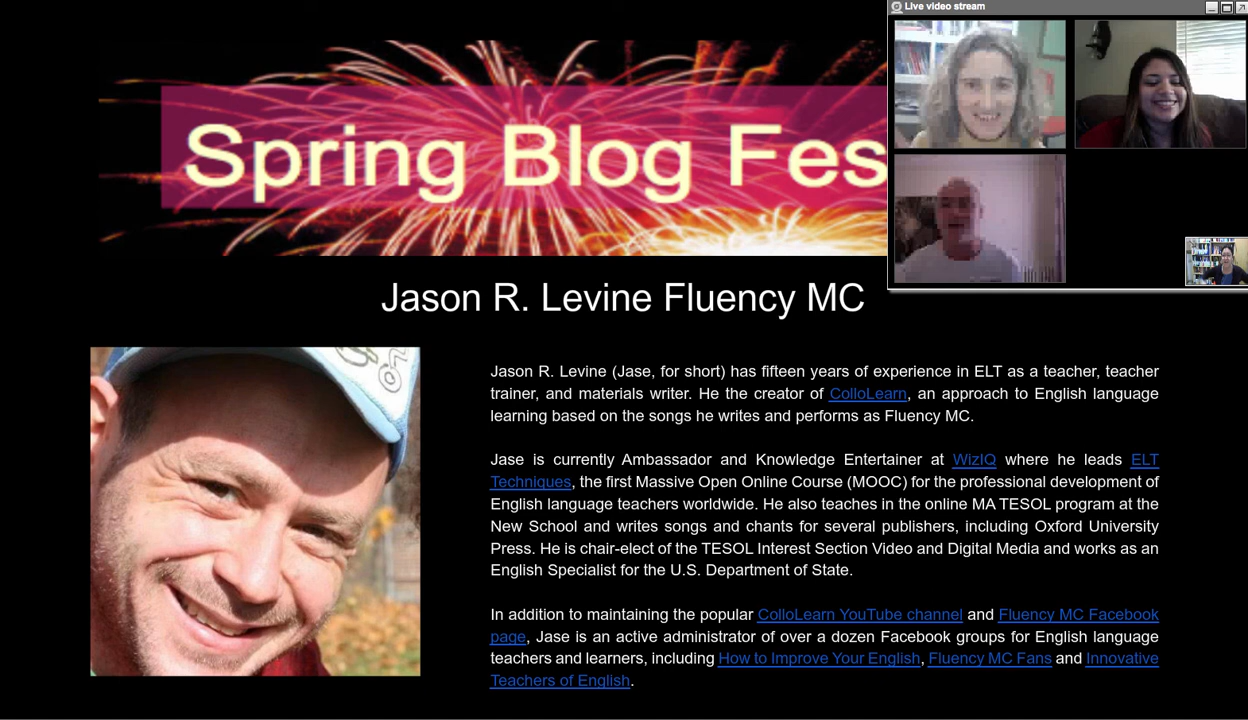 Live video stream
Spring Blog Fes
Jason R. Levine Fluency MC
Jason R. Levine (Jase, for short) has fifteen years of experience in ELT as a teacher, teacher
trainer, and materials writer. He the creator of ColloLearn, an approach to English language
learning based on the songs he writes and performs as Fluency MC.
Jase is currently Ambassador and Knowledge Entertainer at WizIQ where he leads ELT
Techniques, the first Massive Open Online Course (MOOC) for the professional development of
English language teachers worldwide. He also teaches in the online MA TESOL program at the
New School and writes songs and chants for several publishers, including Oxford University
Press. He is chair-elect of the TESOL Interest Section Video and Digital Media and works as an
English Specialist for the U.S. Department of State.
In addition to maintaining the popular ColloLearn YouTube channel and Fluency MC Facebook
page, Jase is an active administrator of over a dozen Facebook groups for English language
teachers and learners, including How to Improve Your English, Fluency MC Fans and Innovative
Teachers of English.